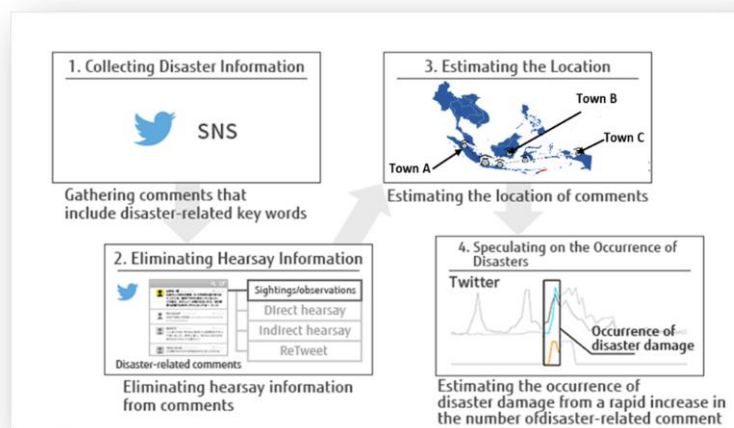 1. Collecting Disaster Information
SNS
Gathering comments that
include disaster-related key words
2. Eliminating Hearsay Information
Sightings/observations
Direct hearsay
Indirect hearsay
ReTweet
Disaster-related comments
Eliminating hearsay information
from comments
3. Estimating the Location
Town B
Town C
Town A
Estimating the location of comments
4. Speculating on the Occurrence of
Disasters
Twitter
Occurrence of
disaster damage
Estimating the occurrence of
disaster damage from a rapid increase in
the number ofdisaster-related comment